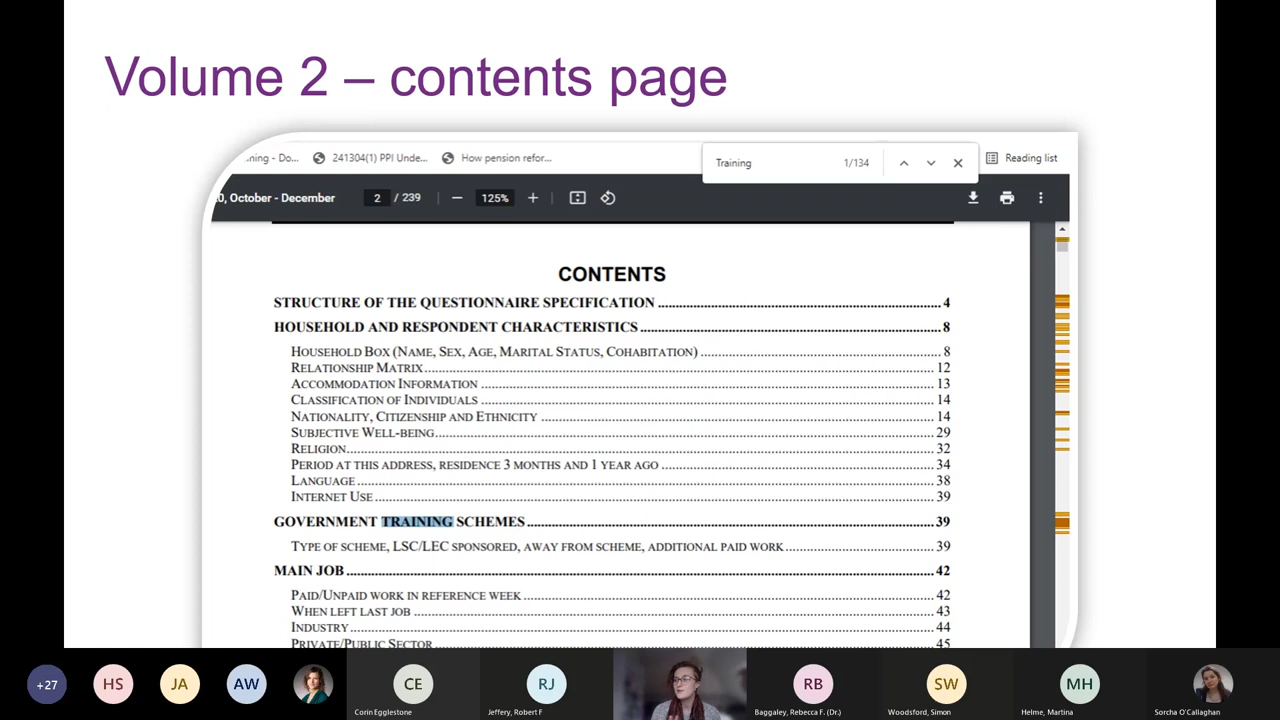 Volume 2 – contents page
ning - Do... 241304(1) PPI Unde... How pension refor... Training 1/134 Reading list
0, October - December 2 / 239 125%
CONTENTS
STRUCTURE OF THE QUESTIONNAIRE SPECIFICATION 4
HOUSEHOLD AND RESPONDENT CHARACTERISTICS 8
HOUSEHOLD BOX (NAME, SEX, AGE, MARITAL STATUS, COHABITATION) 8
RELATIONSHIP MATRIX 12
ACCOMMODATION INFORMATION 13
CLASSIFICATION OF INDIVIDUALS 14
NATIONALITY, CITIZENSHIP AND ETHNICITY 14
SUBJECTIVE WELL-BEING 29
RELIGION 32
PERIOD AT THIS ADDRESS, RESIDENCE 3 MONTHS AND 1 YEAR AGO 34
LANGUAGE 38
INTERNET USE 39
GOVERNMENT TRAINING SCHEMES 39
TYPE OF SCHEME, LSC/LEC SPONSORED, AWAY FROM SCHEME, ADDITIONAL PAID WORK 39
MAIN JOB 42
PAID/UNPAID WORK IN REFERENCE WEEK 42
WHEN LEFT LAST JOB 43
INDUSTRY 44
PRIVATE/PUBLIC SECTOR 45
+27 HS JA AW CE RJ RB SW MH
Corin Egglestone Jeffery, Robert F Baggaley, Rebecca F. (Dr.) Woodsford, Simon Helme, Martina Sorcha O'Callaghan